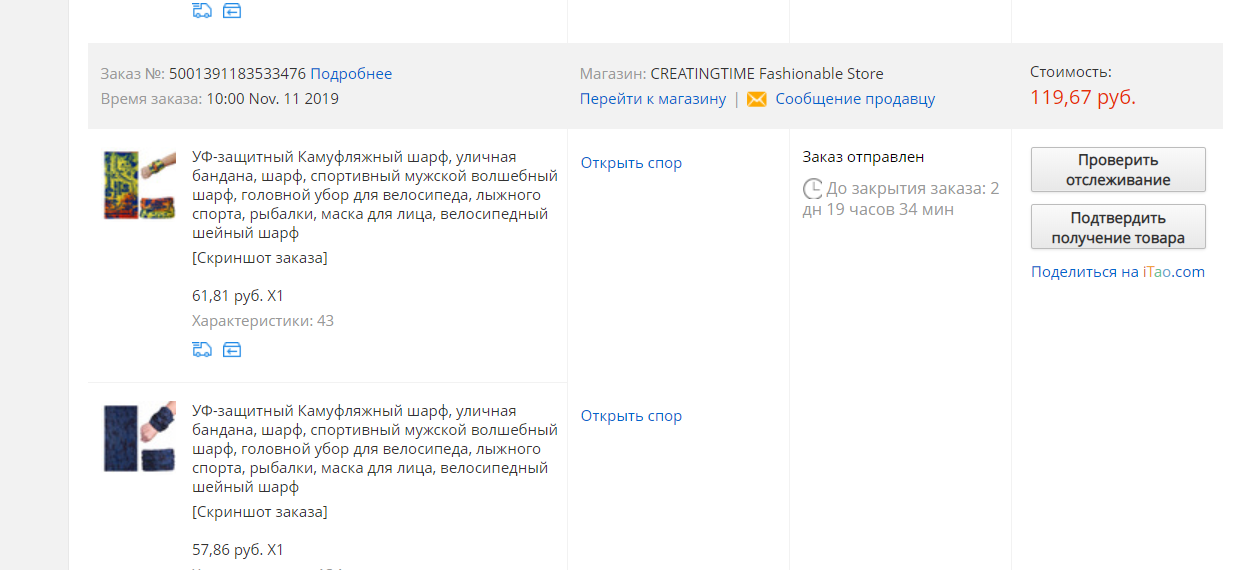 Заказ №: 5001391183533476 Подробнее
Время заказа: 10:00 Nov. 11 2019
Магазин: CREATINGTIME Fashionable Store
Перейти к магазину | Сообщение продавцу
Стоимость:
119,67 руб.
УФ-защитный Камуфляжный шарф, уличная
бандана, шарф, спортивный мужской волшебный
шарф, головной убор для велосипеда, лыжного
спорта, рыбалки, маска для лица, велосипедный
шейный шарф
[Скриншот заказа]
61,81 руб. X1
Характеристики: 43
Открыть спор
Заказ отправлен
До закрытия заказа: 2
дн 19 часов 34 мин
Проверить
отслеживание
Подтвердить
получение товара
Поделиться на iTao.com
УФ-защитный Камуфляжный шарф, уличная
бандана, шарф, спортивный мужской волшебный
шарф, головной убор для велосипеда, лыжного
спорта, рыбалки, маска для лица, велосипедный
шейный шарф
[Скриншот заказа]
57,86 руб. X1
Открыть спор